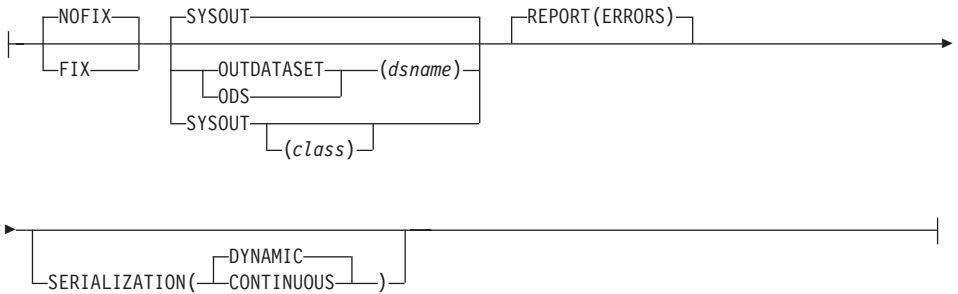 NOFIX
FIX
SYSOUT
OUTDATASET
ODS
(dsname)
SYSOUT
(class)
REPORT(ERRORS)
SERIALIZATION(
DYNAMIC
CONTINUOUS
)